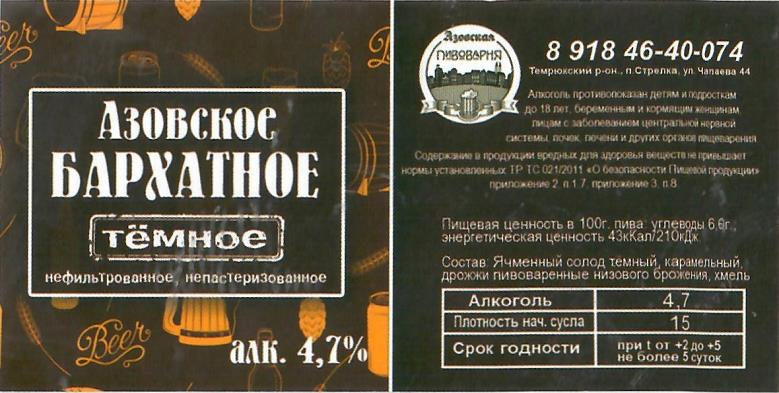 Beer
Beer
АЗОВСКОЕ
БАРХАТНОЕ
тёмное
нефильтрованное, непастеризованное
Beer
алк. 4,7%
Азовская
ПИВОВАРНЯ
8 918 46-40-074
Темрюкский р-он., п.Стрелка, ул. Чапаева 44
Алкоголь противопоказан детям и подросткам
до 18 лет, беременным и кормящим женщинам,
лицам с заболеванием центральной нервной
системы, почек, печени и других органов пищеварения
Содержание в продукции вредных для здоровья веществ не привышает
нормы установленных ТР ТС 021/2011 «О безопасности Пищевой продукции»
приложение 2, п.1.7, приложение 3, п.8
Пищевая ценность в 100г. пива: углеводы 6,6г.;
энергетическая ценность 43кКал/210кДж
Состав: Ячменный солод темный, карамельный,
дрожжи пивоваренные низового брожения, хмель
Алкоголь 4,7
Плотность нач. сусла 15
Срок годности при t от +2 до +5
не более 5 суток